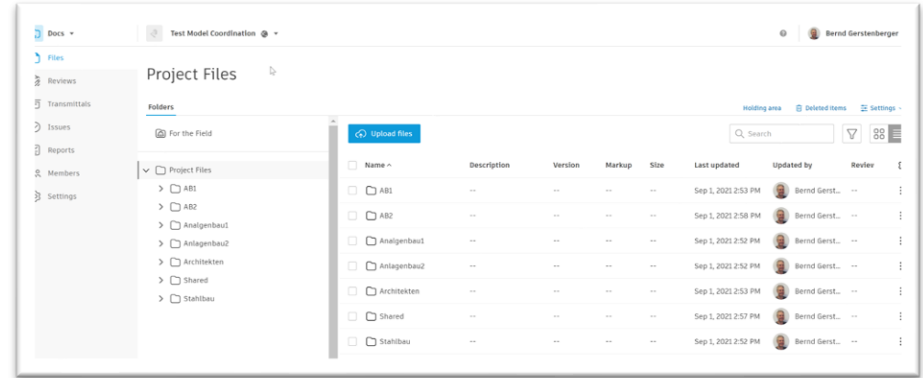 Docs
Test Model Coordination
Bernd Gerstenberger
Files
Reviews
Transmittals
Issues
Reports
Members
Settings
Project Files
Folders
Holding area
Deleted items
Settings
For the Field
Upload files
Search
Project Files
AB1
AB2
Analgenbau1
Anlagenbau2
Architekten
Shared
Stahlbau
Name Description Version Markup Size Last updated Updated by Review
AB1 -- -- -- -- Sep 1, 2021 2:53 PM Bernd Gerst... --
AB2 -- -- -- -- Sep 1, 2021 2:58 PM Bernd Gerst... --
Analgenbau1 -- -- -- -- Sep 1, 2021 2:52 PM Bernd Gerst... --
Anlagenbau2 -- -- -- -- Sep 1, 2021 2:52 PM Bernd Gerst... --
Architekten -- -- -- -- Sep 1, 2021 2:53 PM Bernd Gerst... --
Shared -- -- -- -- Sep 1, 2021 2:57 PM Bernd Gerst... --
Stahlbau -- -- -- -- Sep 1, 2021 2:52 PM Bernd Gerst... --